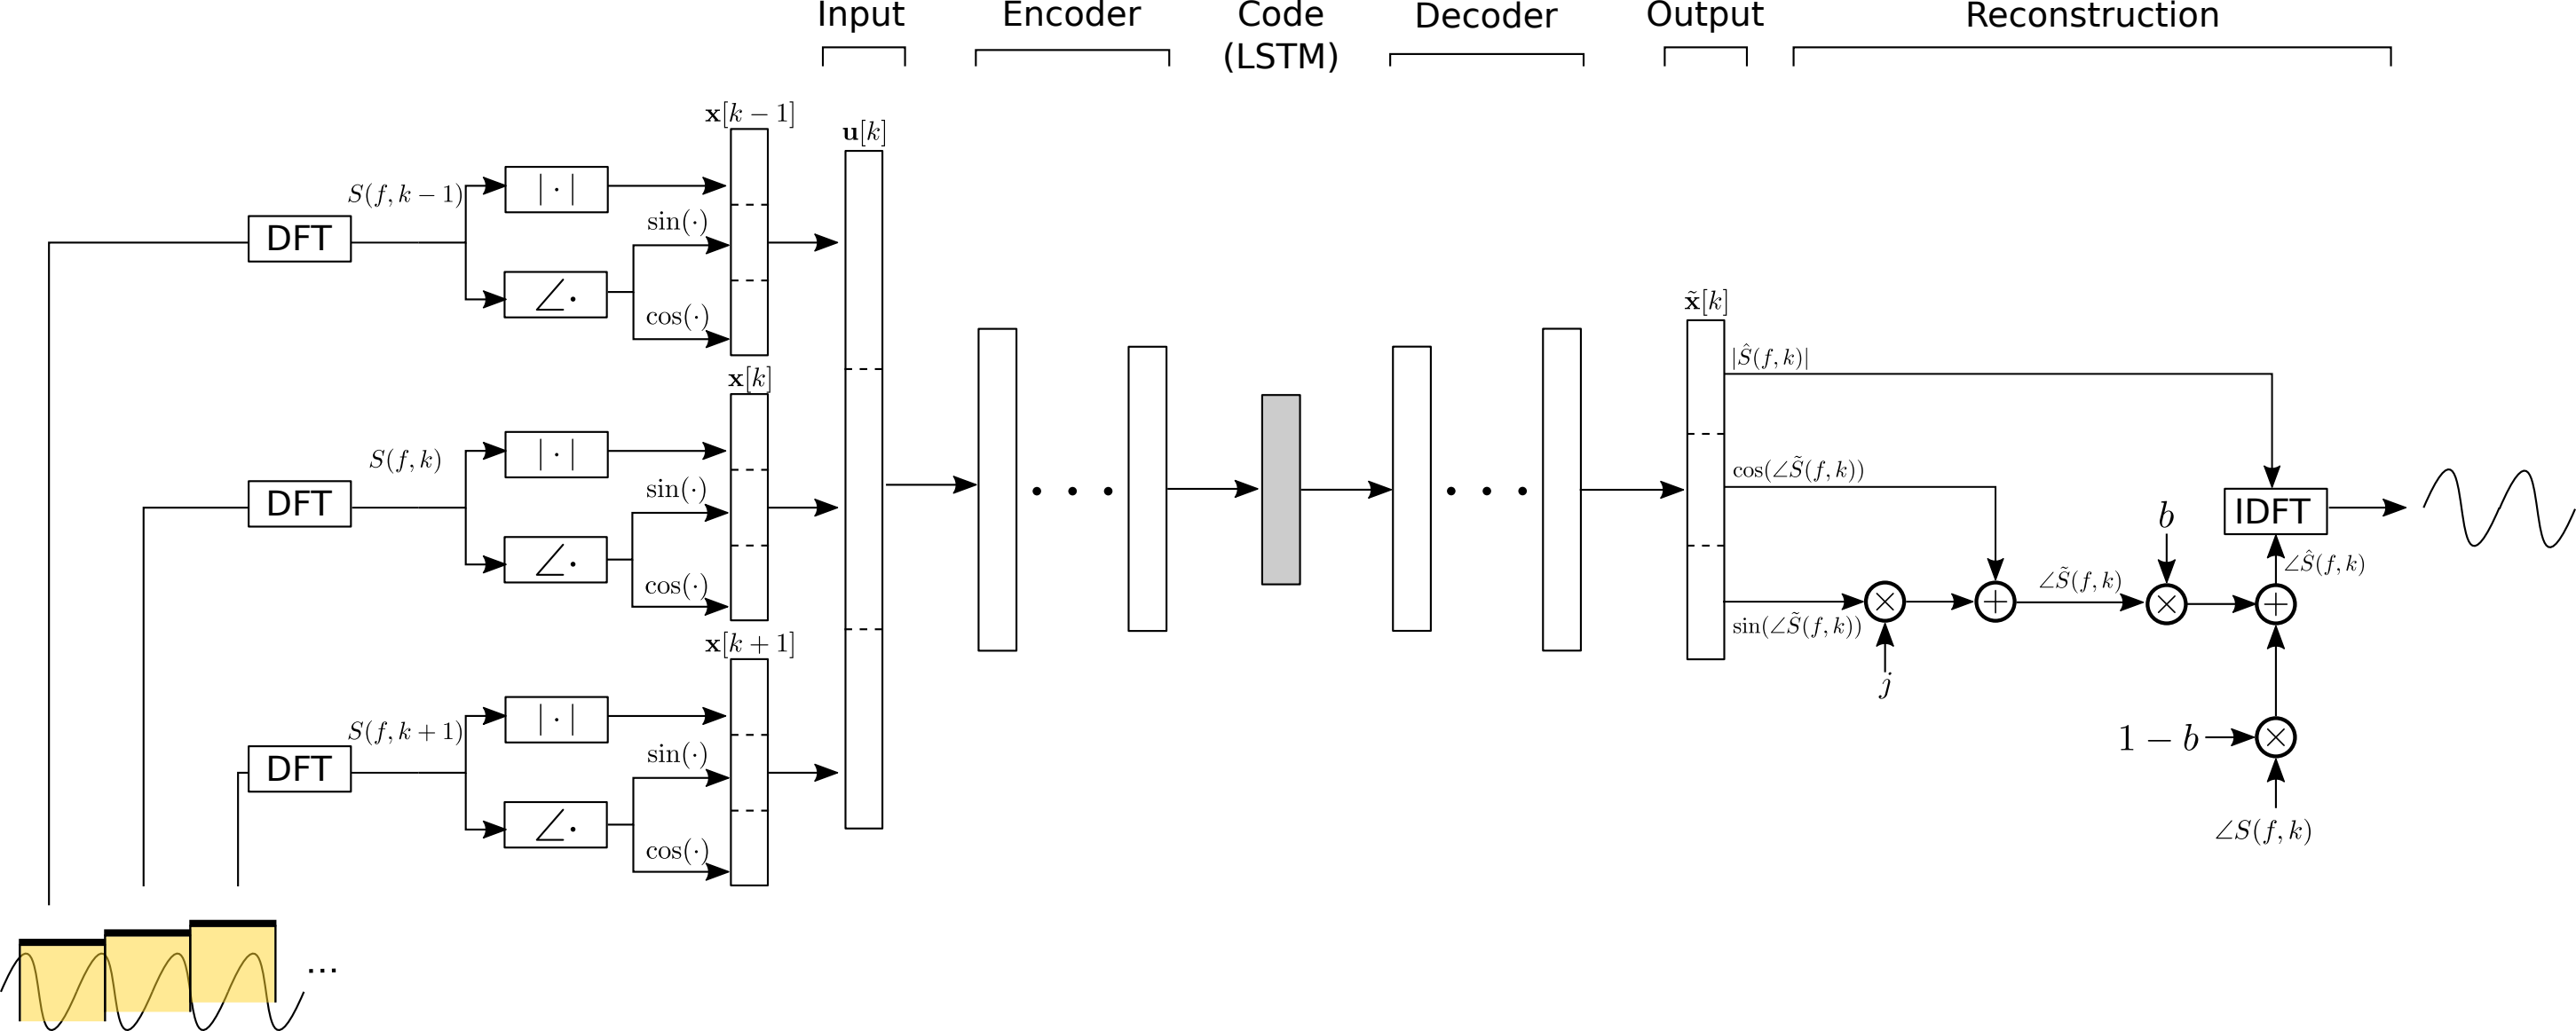 Input
Encoder
Code
(LSTM)
Decoder
Output
Reconstruction
x[k − 1]
u[k]
S(f, k − 1)
| · |
sin(·)
DFT
∠·
cos(·)
x[k]
S(f, k)
| · |
sin(·)
DFT
∠·
cos(·)
x[k + 1]
S(f, k + 1)
| · |
sin(·)
DFT
∠·
cos(·)
...
x̃[k]
|Ŝ(f, k)|
cos(∠S̃(f, k))
sin(∠S̃(f, k))
×
j
+
∠S̃(f, k)
b
×
+
IDFT
∠Ŝ(f, k)
1 − b
×
∠S(f, k)